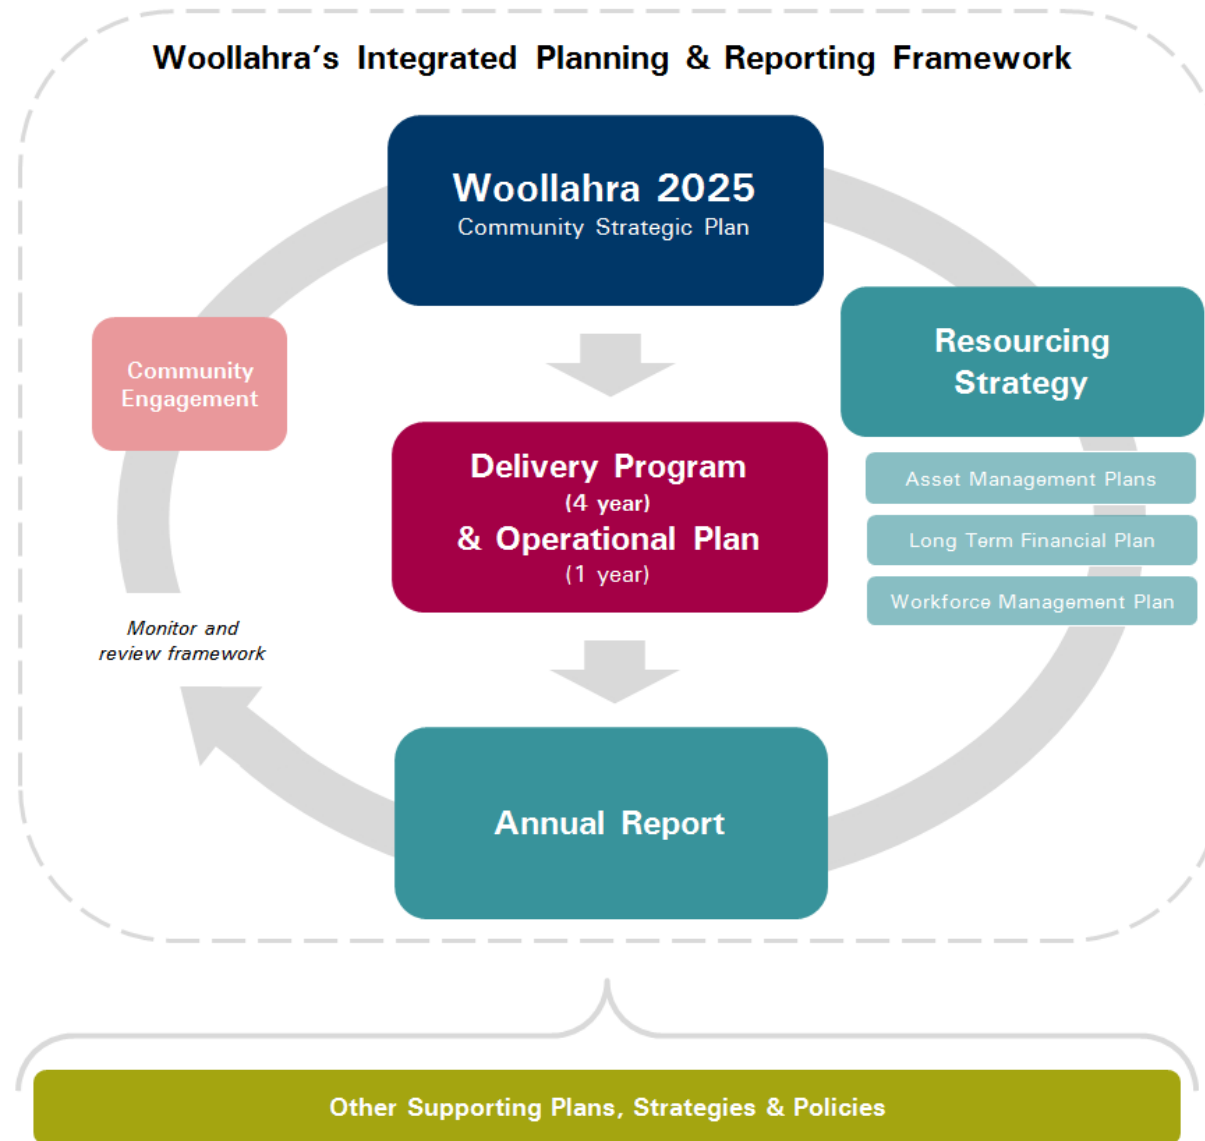 Woollahra's Integrated Planning & Reporting Framework
Woollahra 2025
Community Strategic Plan
Community
Engagement
Resourcing
Strategy
Asset Management Plans
Long Term Financial Plan
Workforce Management Plan
Delivery Program
(4 year)
& Operational Plan
(1 year)
Monitor and
review framework
Annual Report
Other Supporting Plans, Strategies & Policies